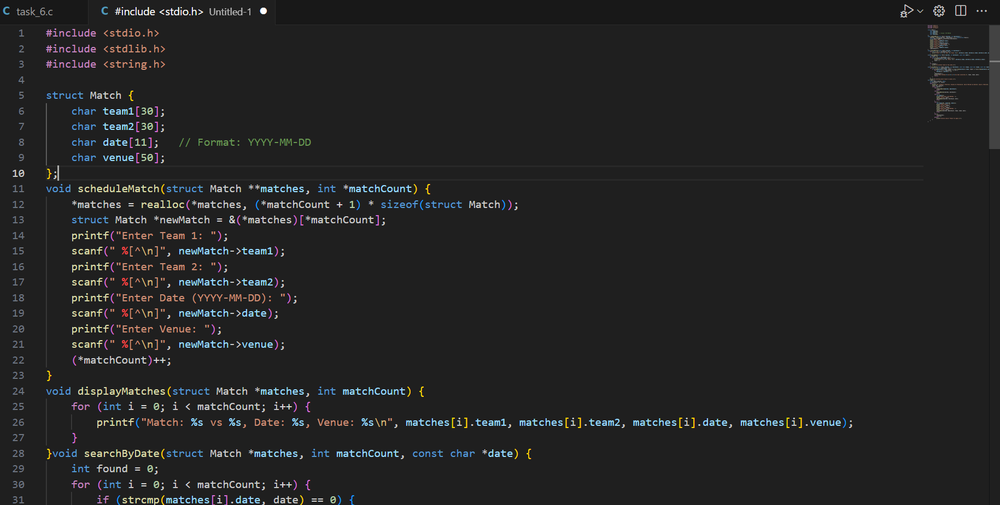 task_6.c
#include <stdio.h> Untitled-1
1 #include <stdio.h>
2 #include <stdlib.h>
3 #include <string.h>
4
5 struct Match {
6     char team1[30];
7     char team2[30];
8     char date[11];   // Format: YYYY-MM-DD
9     char venue[50];
10 };
11 void scheduleMatch(struct Match **matches, int *matchCount) {
12     *matches = realloc(*matches, (*matchCount + 1) * sizeof(struct Match));
13     struct Match *newMatch = &(*matches)[*matchCount];
14     printf("Enter Team 1: ");
15     scanf(" %[^\n]", newMatch->team1);
16     printf("Enter Team 2: ");
17     scanf(" %[^\n]", newMatch->team2);
18     printf("Enter Date (YYYY-MM-DD): ");
19     scanf(" %[^\n]", newMatch->date);
20     printf("Enter Venue: ");
21     scanf(" %[^\n]", newMatch->venue);
22     (*matchCount)++;
23 }
24 void displayMatches(struct Match *matches, int matchCount) {
25     for (int i = 0; i < matchCount; i++) {
26         printf("Match: %s vs %s, Date: %s, Venue: %s\n", matches[i].team1, matches[i].team2, matches[i].date, matches[i].venue);
27     }
28 }void searchByDate(struct Match *matches, int matchCount, const char *date) {
29     int found = 0;
30     for (int i = 0; i < matchCount; i++) {
31         if (strcmp(matches[i].date, date) == 0) {